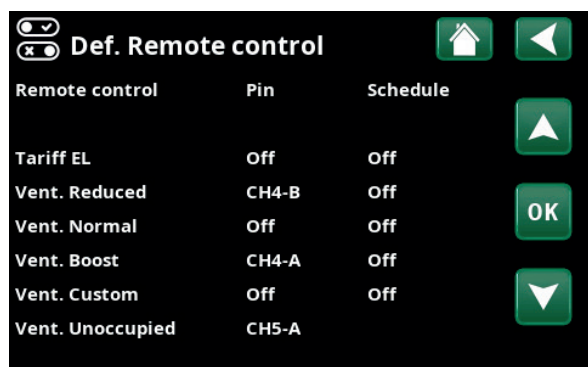 Def. Remote control
Remote control Pin Schedule
Tariff EL Off Off
Vent. Reduced CH4-B Off
Vent. Normal Off Off
OK
Vent. Boost CH4-A Off
Vent. Custom Off Off
Vent. Unoccupied CH5-A